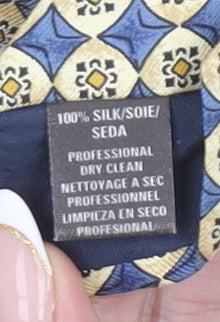 100% SILK/SOIE/
SEDA
PROFESSIONAL
DRY CLEAN
NETTOYAGE A SEC
PROFESSIONNEL
LIMPIEZA EN SECO
PROFESIONAL